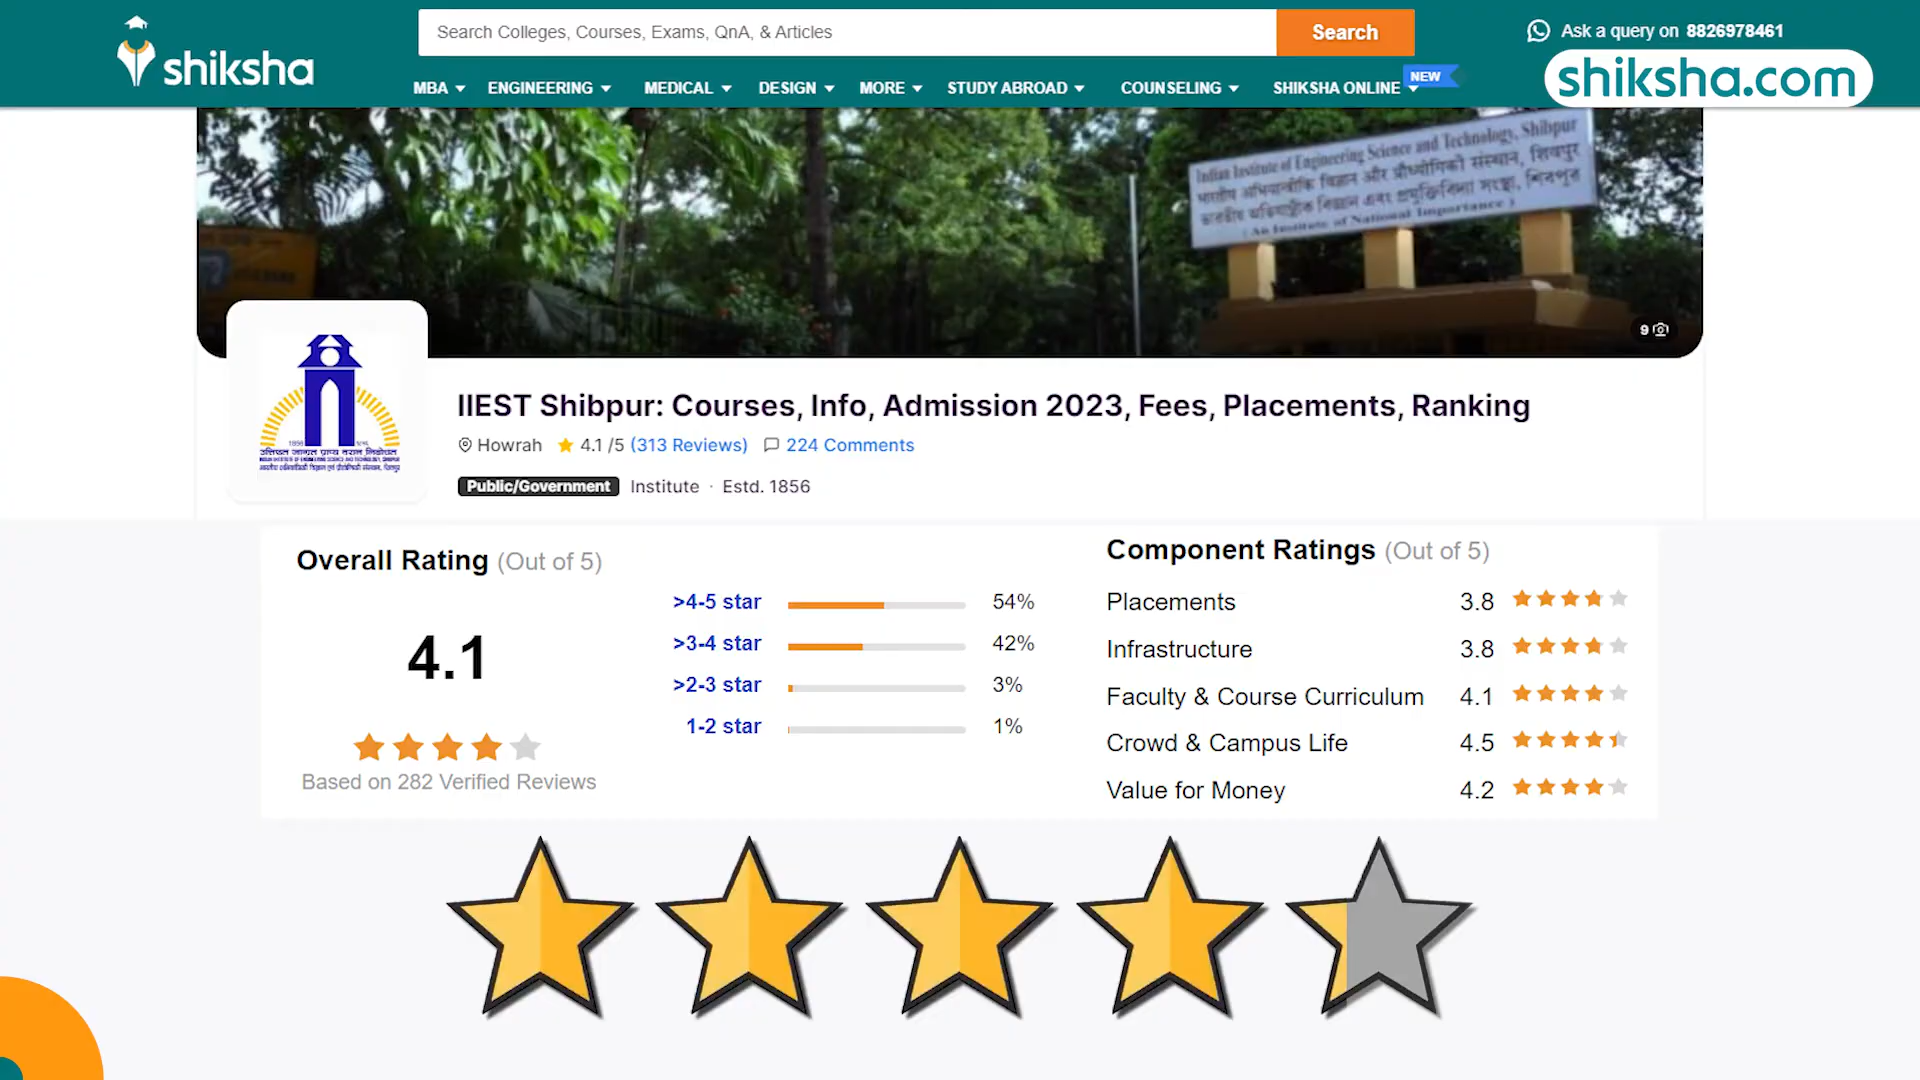 shiksha
Search Colleges, Courses, Exams, QnA, & Articles
Search
Ask a query on 8826978461
MBA
ENGINEERING
MEDICAL
DESIGN
MORE
STUDY ABROAD
COUNSELING
SHIKSHA ONLINE
NEW
shiksha.com
Indian Institute of Engineering Science and Technology, Shibpur
भारतीय अभियांत्रिकी विज्ञान और प्रौद्योगिकी संस्थान, शिवपुर
( An Institute of National Importance )
9
IIEST Shibpur: Courses, Info, Admission 2023, Fees, Placements, Ranking
Howrah 4.1 /5 (313 Reviews) 224 Comments
Public/Government Institute · Estd. 1856
Overall Rating (Out of 5)
4.1
Based on 282 Verified Reviews
>4-5 star 54%
>3-4 star 42%
>2-3 star 3%
1-2 star 1%
Component Ratings (Out of 5)
Placements 3.8
Infrastructure 3.8
Faculty & Course Curriculum 4.1
Crowd & Campus Life 4.5
Value for Money 4.2